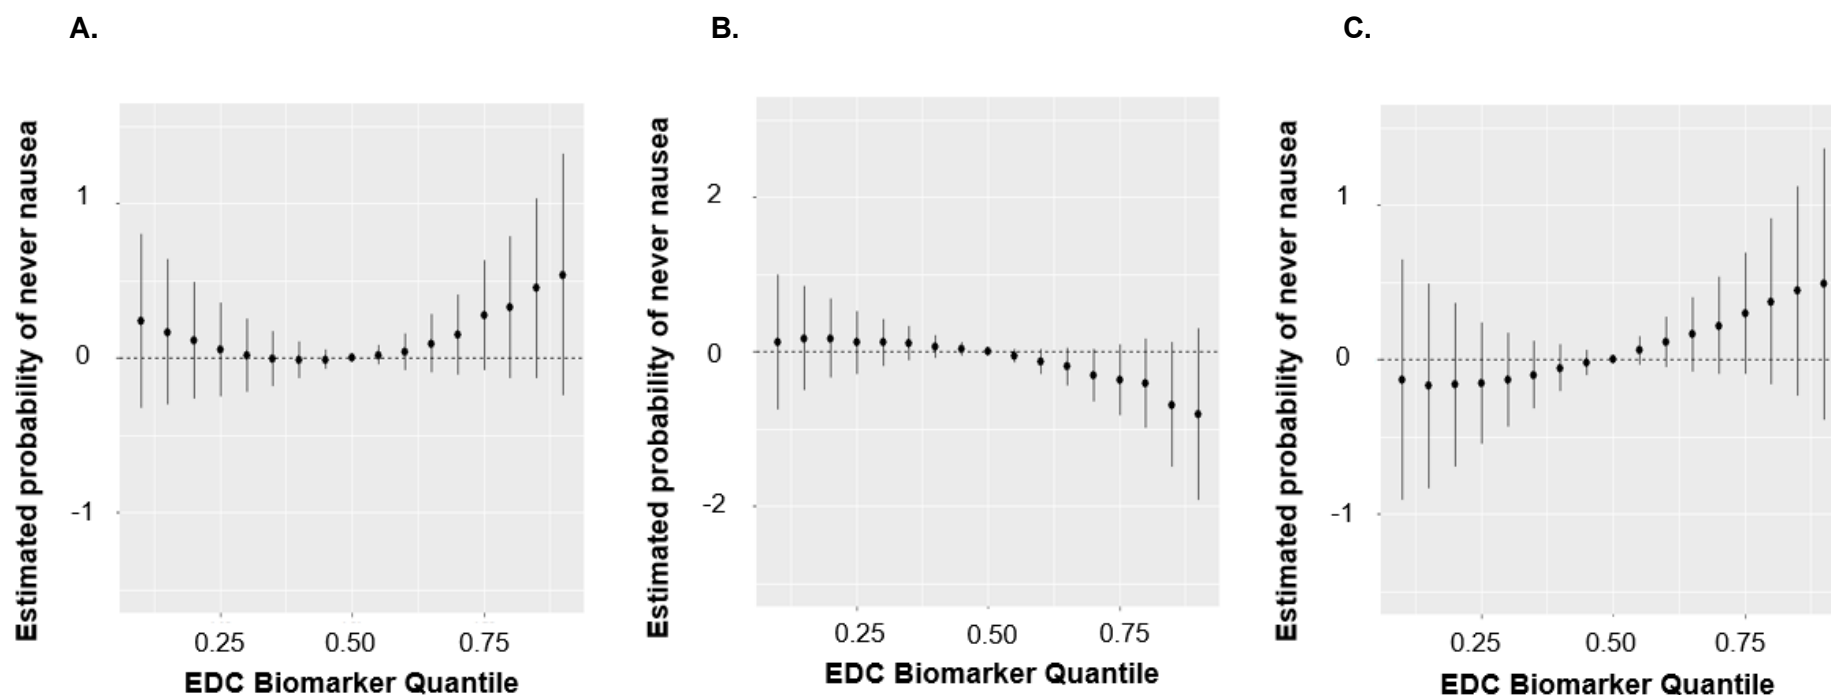 A.
B.
C.
Estimated probability of never nausea
1
0
-1
0.25 0.50 0.75
EDC Biomarker Quantile
Estimated probability of never nausea
2
0
-2
0.25 0.50 0.75
EDC Biomarker Quantile
Estimated probability of never nausea
1
0
-1
0.25 0.50 0.75
EDC Biomarker Quantile